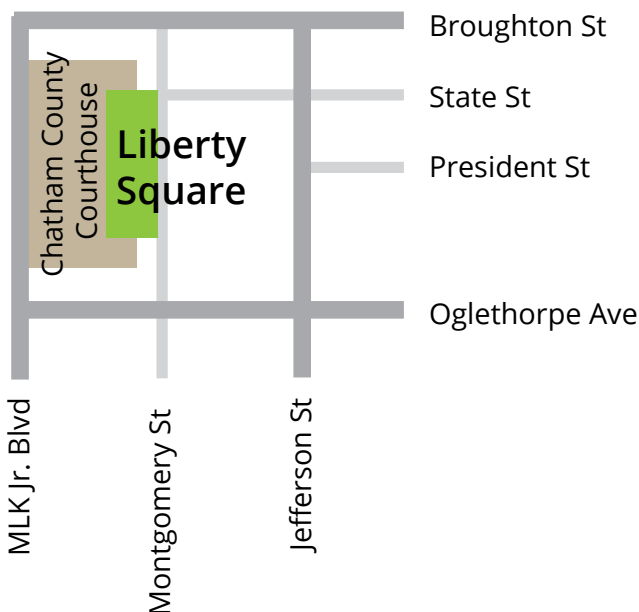 Broughton St
State St
President St
Oglethorpe Ave
Chatham County
Courthouse
Liberty
Square
MLK Jr. Blvd
Montgomery St
Jefferson St